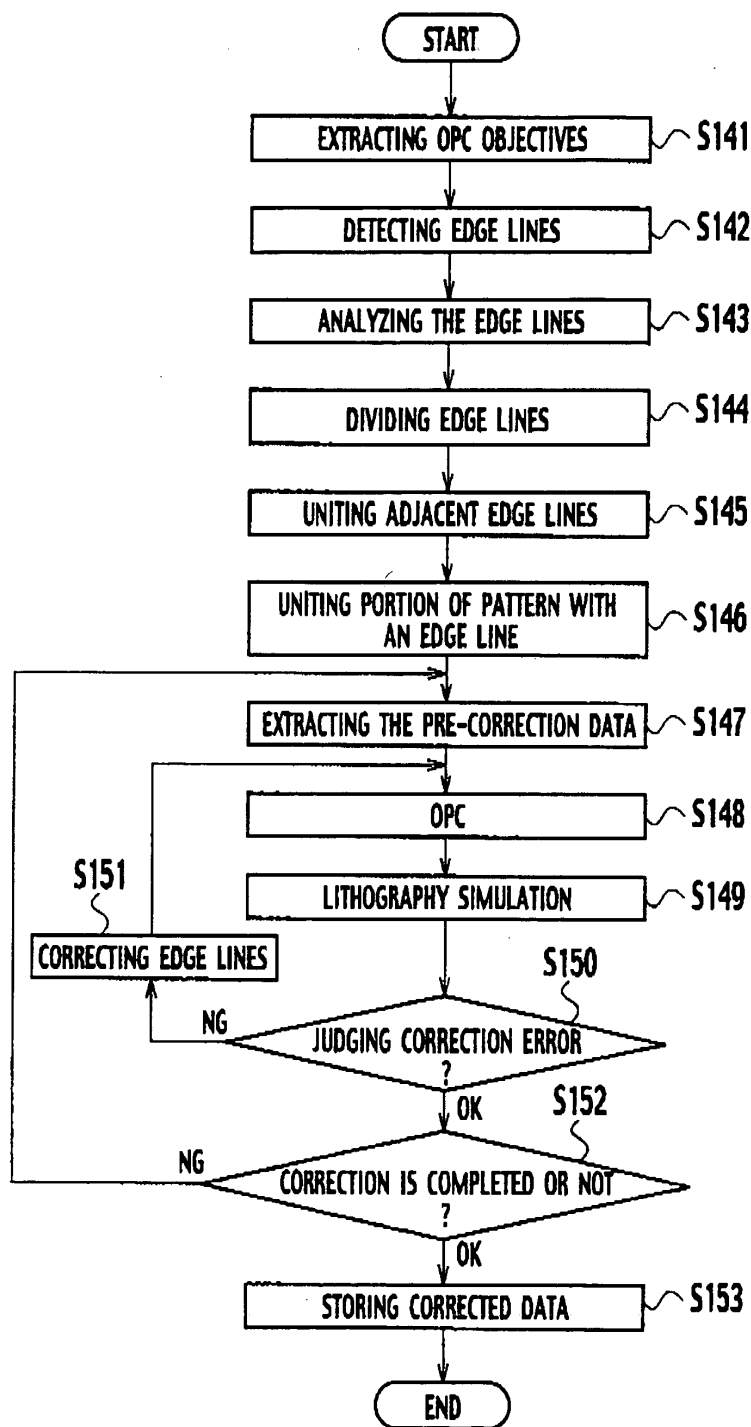 START
EXTRACTING OPC OBJECTIVES
S141
DETECTING EDGE LINES
S142
ANALYZING THE EDGE LINES
S143
DIVIDING EDGE LINES
S144
UNITING ADJACENT EDGE LINES
S145
UNITING PORTION OF PATTERN WITH
AN EDGE LINE
S146
EXTRACTING THE PRE-CORRECTION DATA
S147
OPC
S148
LITHOGRAPHY SIMULATION
S149
S151
CORRECTING EDGE LINES
S150
NG
JUDGING CORRECTION ERROR
?
OK
S152
NG
CORRECTION IS COMPLETED OR NOT
?
OK
STORING CORRECTED DATA
S153
END